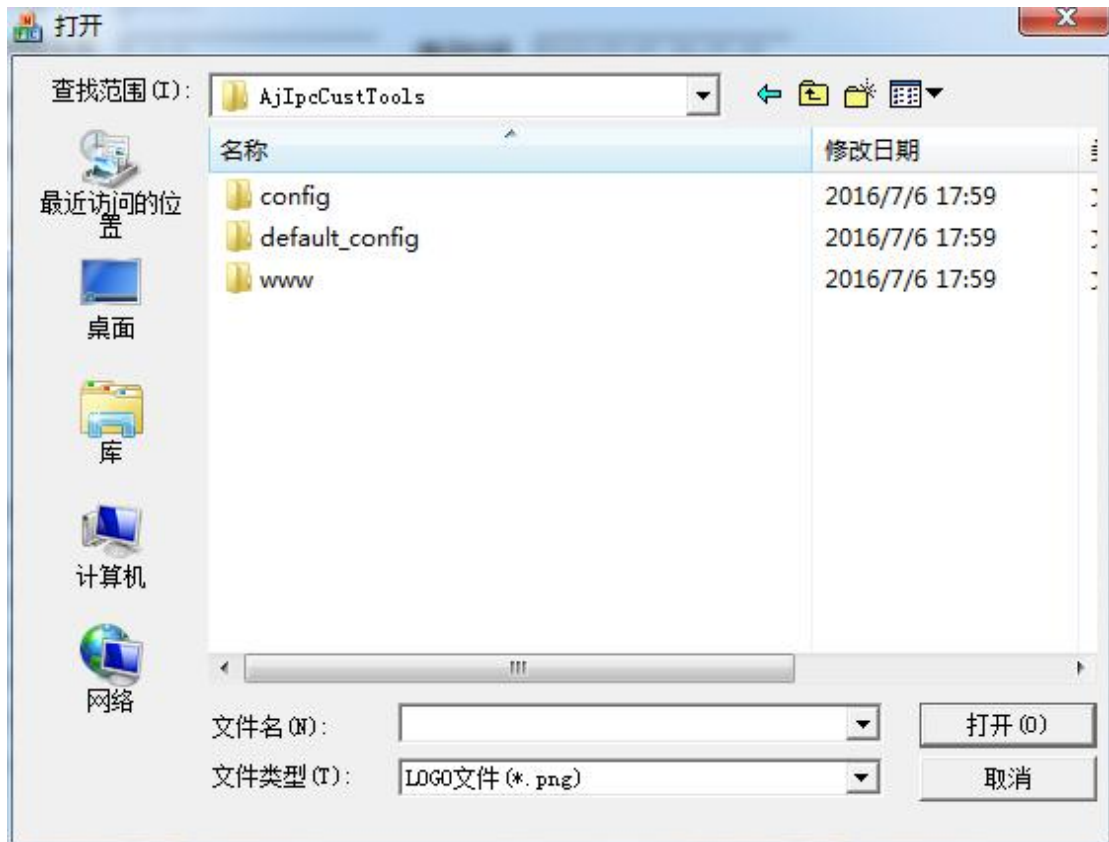 打开
查找范围(I):
AjIpcCustTools
名称
修改日期
config
2016/7/6 17:59
default_config
2016/7/6 17:59
www
2016/7/6 17:59
最近访问的位
置
桌面
库
计算机
网络
文件名(N):
打开(O)
文件类型(T):
LOGO文件(*.png)
取消